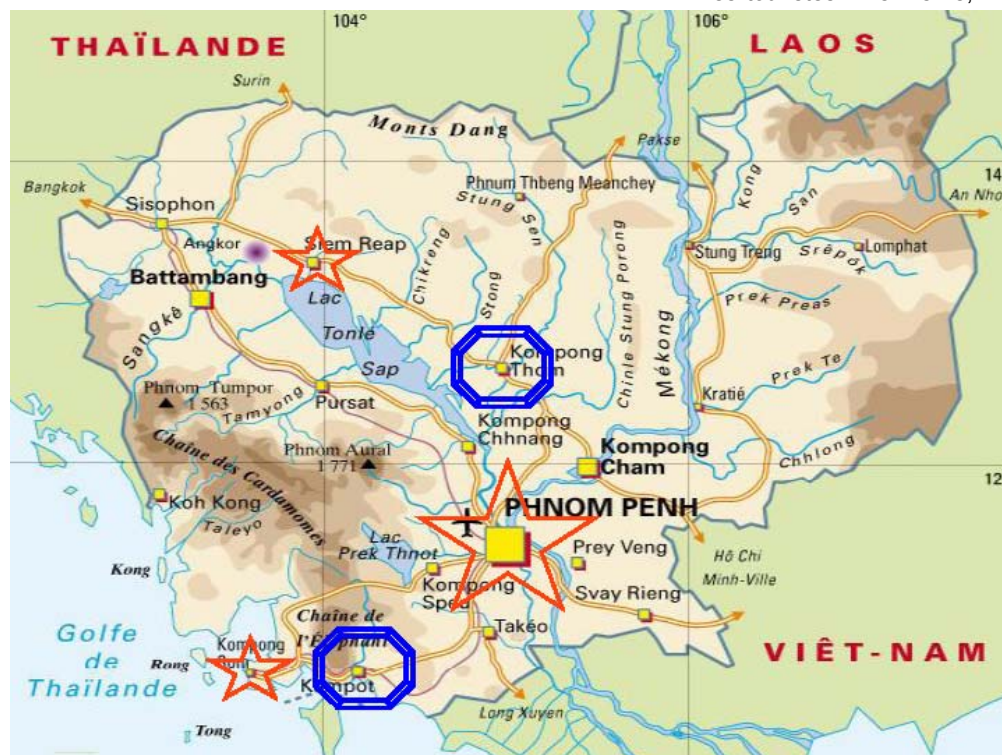 104°
106°
THAÏLANDE
LAOS
Surin
Monts Dang
Pakse
Kong
San
14
Bangkok
Phnum Thbeng Meanchey
An Nho
Sisophon
Stung Sen
Angkor
Siem Reap
Stung Treng
Lomphat
Srêpôk
Battambang
Chikreng
Stong
Chinle Stung Porong
Mékong
Prek Preas
Lac
Tonlé
Sap
Sangkê
Kompong
Thom
Prek Te
Phnom Tumpor
1 563
Tamyong
Pursat
Kratié
Kompong
Chhnang
Phnom Aural
1 771
Kompong
Cham
Chhlong
Chaîne des Cardamomes
12
Koh Kong
Taleyo
PHNOM PENH
Lac
Prek Thnot
Prey Veng
Hô Chi
Minh-Ville
Kong
Kompong
Speu
Svay Rieng
Golfe
de
Thaïlande
Chaîne de
l'Éléphant
Takéo
Kompong
Rong
Kampot
VIÊT-NAM
Long Xuyen
Tong